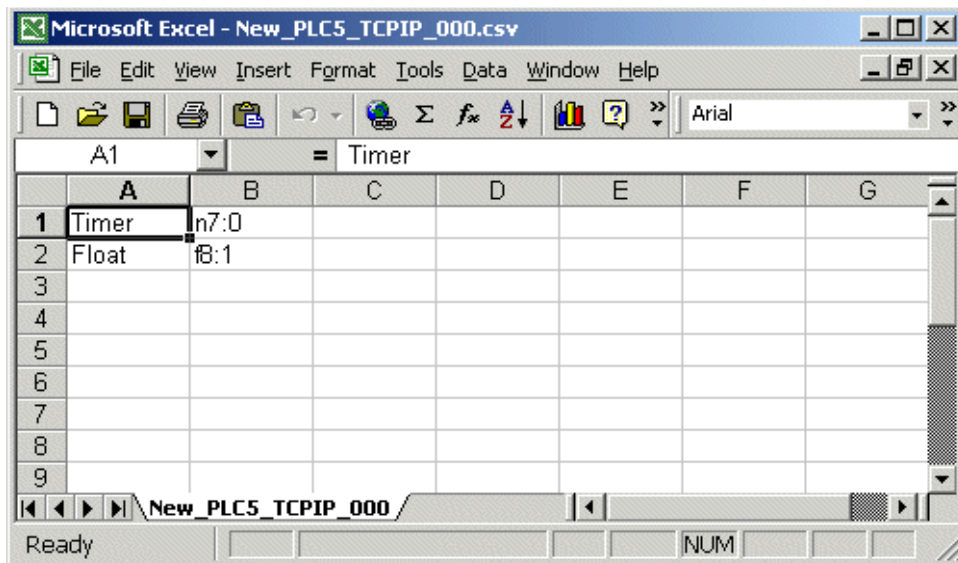 Microsoft Excel - New_PLC5_TCPIP_000.csv
File Edit View Insert Format Tools Data Window Help
Σ fx A Z ? » Arial »
A1 = Timer
A B C D E F G
1 Timer n7:0
2 Float f8:1
3
4
5
6
7
8
9
New_PLC5_TCPIP_000
Ready NUM